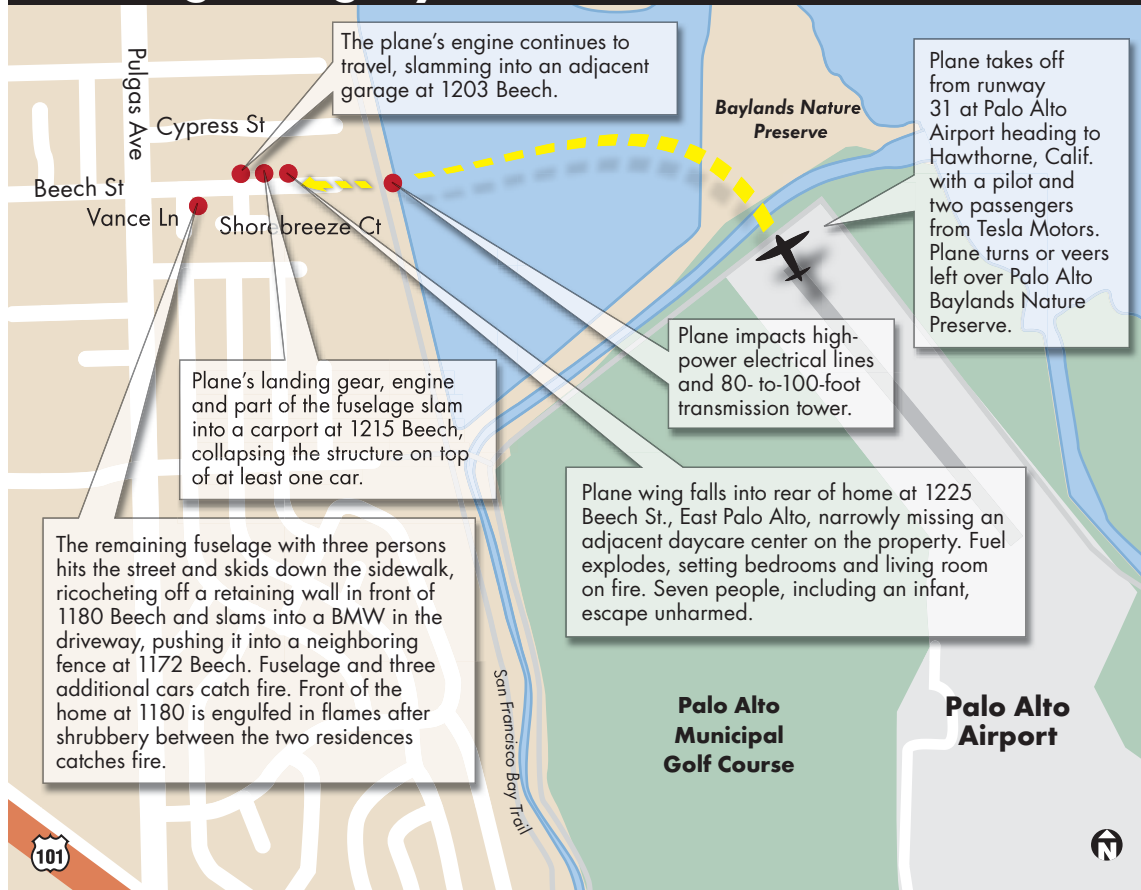 The plane's engine continues to
travel, slamming into an adjacent
garage at 1203 Beech.
Plane takes off
from runway
31 at Palo Alto
Airport heading to
Hawthorne, Calif.
with a pilot and
two passengers
from Tesla Motors.
Plane turns or veers
left over Palo Alto
Baylands Nature
Preserve.
Baylands Nature
Preserve
Pulgas Ave
Cypress St
Beech St
Vance Ln
Shorebreeze Ct
Plane impacts high-
power electrical lines
and 80- to-100-foot
transmission tower.
Plane's landing gear, engine
and part of the fuselage slam
into a carport at 1215 Beech,
collapsing the structure on top
of at least one car.
Plane wing falls into rear of home at 1225
Beech St., East Palo Alto, narrowly missing an
adjacent daycare center on the property. Fuel
explodes, setting bedrooms and living room
on fire. Seven people, including an infant,
escape unharmed.
The remaining fuselage with three persons
hits the street and skids down the sidewalk,
ricocheting off a retaining wall in front of
1180 Beech and slams into a BMW in the
driveway, pushing it into a neighboring
fence at 1172 Beech. Fuselage and three
additional cars catch fire. Front of the
home at 1180 is engulfed in flames after
shrubbery between the two residences
catches fire.
San Francisco Bay Trail
Palo Alto
Municipal
Golf Course
Palo Alto
Airport
101
N